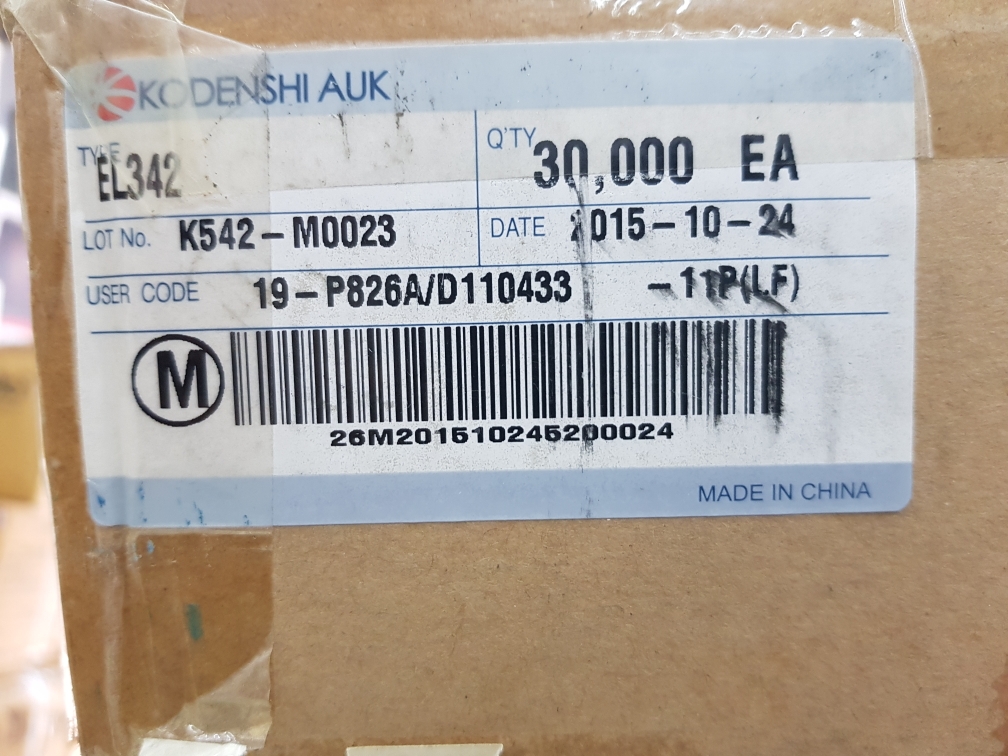 KODENSHI AUK
TYPE EL342
Q'TY 30,000 EA
LOT No. K542-M0023
DATE 2015-10-24
USER CODE 19-P826A/D110433 -11P(LF)
M
26M201510245200024
MADE IN CHINA